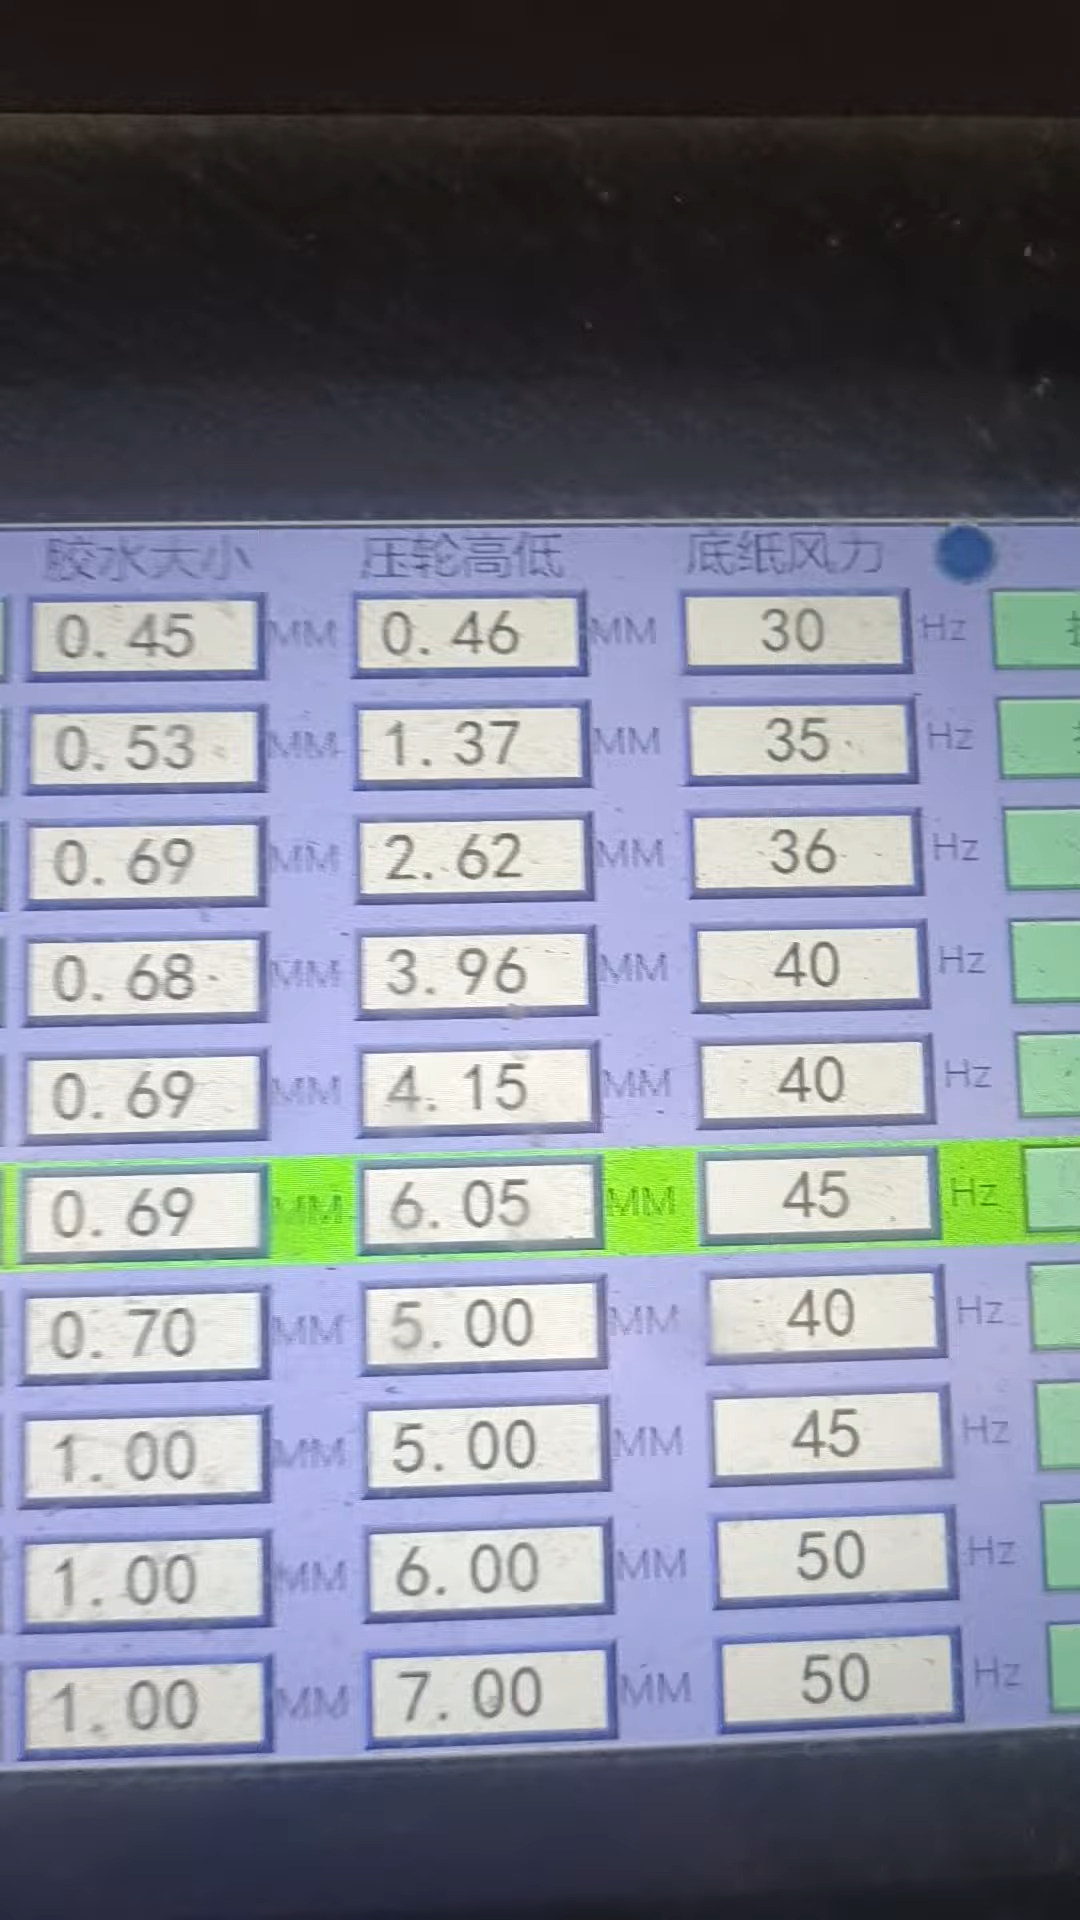 胶水大小 压轮高低 底纸风力
0.45 MM 0.46 MM 30 Hz
0.53 MM 1.37 MM 35 Hz
0.69 MM 2.62 MM 36 Hz
0.68 MM 3.96 MM 40 Hz
0.69 MM 4.15 MM 40 Hz
0.69 MM 6.05 MM 45 Hz
0.70 MM 5.00 MM 40 Hz
1.00 MM 5.00 MM 45 Hz
1.00 MM 6.00 MM 50 Hz
1.00 MM 7.00 MM 50 Hz